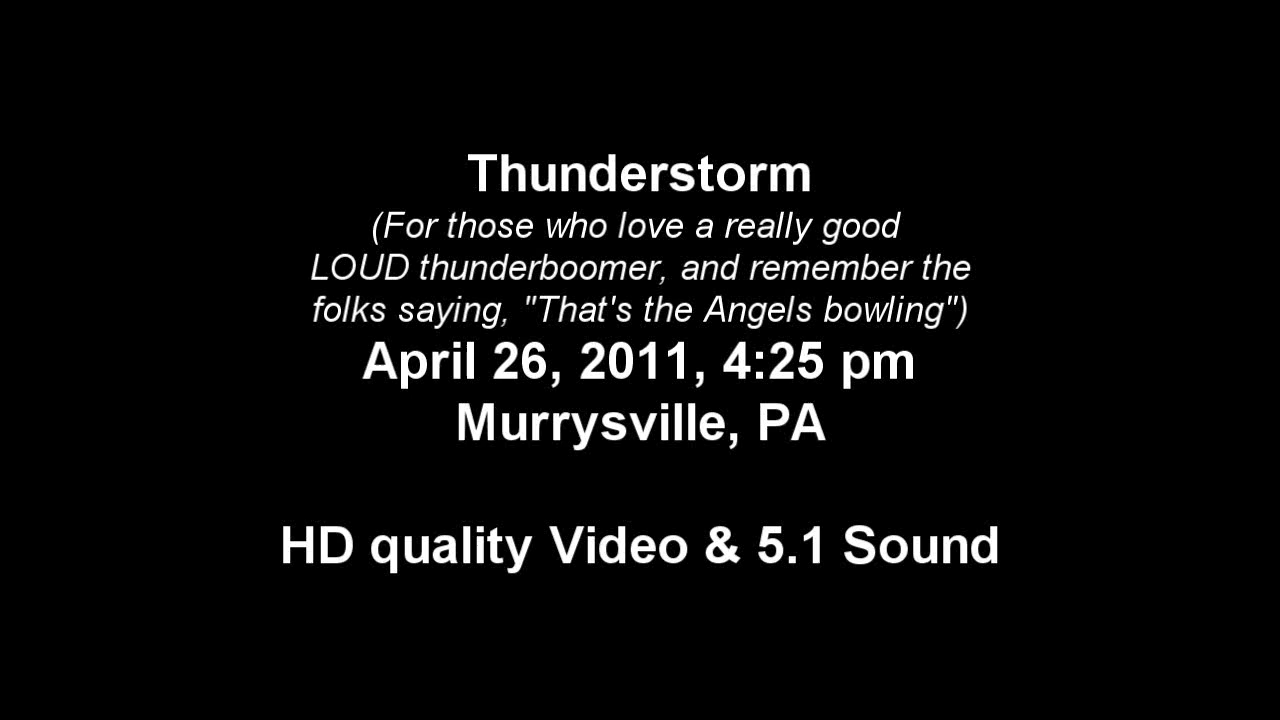 Thunderstorm
(For those who love a really good
LOUD thunderboomer, and remember the
folks saying, "That's the Angels bowling")
April 26, 2011, 4:25 pm
Murrysville, PA
HD quality Video & 5.1 Sound